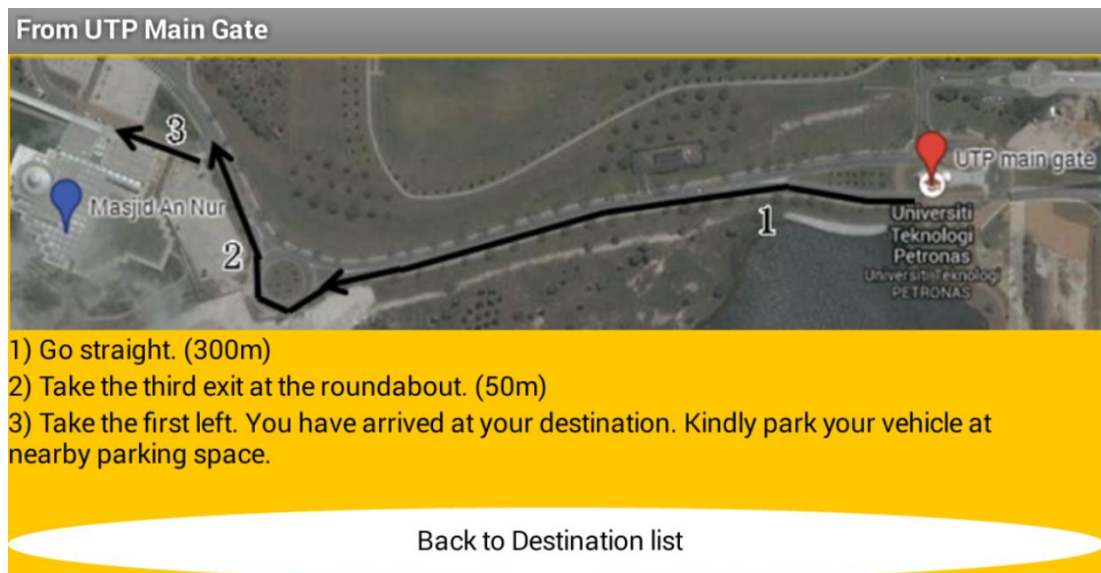 From UTP Main Gate
3
UTP main gate
Masjid An Nur
1
Universiti
Teknologi
Petronas
Universiti Teknologi
PETRONAS
2
1) Go straight. (300m)
2) Take the third exit at the roundabout. (50m)
3) Take the first left. You have arrived at your destination. Kindly park your vehicle at
nearby parking space.
Back to Destination list